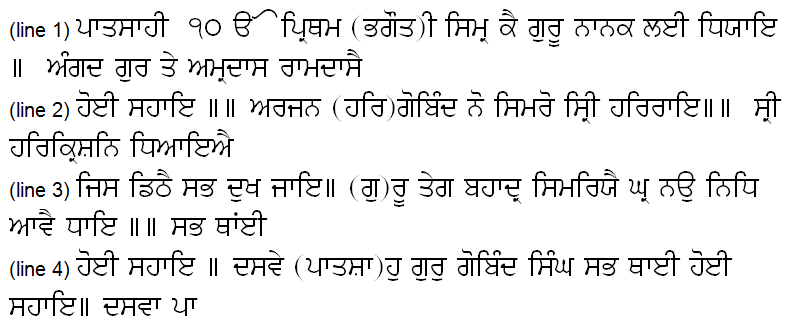 (line 1) ਪਾਤਸਾਹੀ ੧੦ ੴ ਪ੍ਰਿਥਮ (ਭਗੌਤ)ੀ ਸਿਮ੍ਰ ਕੈ ਗੁਰੂ ਨਾਨਕ ਲਈ ਧਿਯਾਇ
॥ ਅੰਗਦ ਗੁਰ ਤੇ ਅਮ੍ਰਦਾਸ ਰਾਮਦਾਸੈ
(line 2) ਹੋਈ ਸਹਾਇ ॥॥ ਅਰਜਨ (ਹਰਿ)ਗੋਬਿੰਦ ਨੋ ਸਿਮਰੋ ਸ੍ਰੀ ਹਰਿਰਾਇ॥॥ ਸ੍ਰੀ
ਹਰਿਕ੍ਰਿਸ਼ਨਿ ਧਿਆਇਐ
(line 3) ਜਿਸ ਡਿਠੈ ਸਭ ਦੁਖ ਜਾਇ॥ (ਗੁ)ਰੂ ਤੇਗ ਬਹਾਦ੍ਰ ਸਿਮਰਿਯੈ ਘ੍ਰ ਨਉ ਨਿਧਿ
ਆਵੈ ਧਾਇ ॥॥ ਸਭ ਥਾਂਈ
(line 4) ਹੋਈ ਸਹਾਇ ॥ ਦਸਵੇ (ਪਾਤਸ਼ਾ)ਹੁ ਗੁਰੁ ਗੋਬਿੰਦ ਸਿੰਘ ਸਭ ਥਾਈ ਹੋਈ
ਸਹਾਇ॥ ਦਸਵਾ ਪਾ